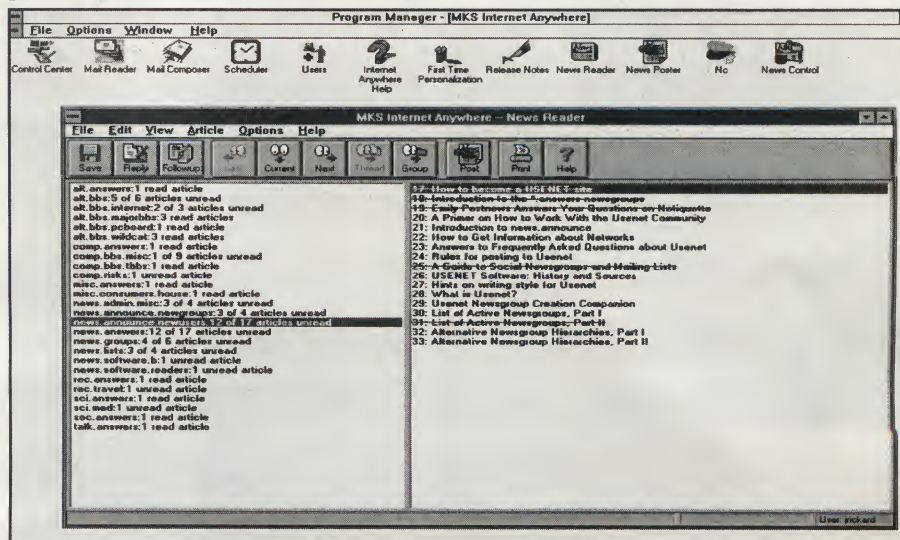 Program Manager - [MKS Internet Anywhere]
File Options Window Help
Control Center Mail Reader Mail Composer Scheduler Users Internet Anywhere Help First Time Personalization Release Notes News Reader News Poster Nc News Control
MKS Internet Anywhere -- News Reader
File Edit View Article Options Help
Save Reply Followup Last Current Next Thread Group Post Print Help
alt.answers:1 read article
alt.bbs:5 of 6 articles unread
alt.bbs.internet:2 of 3 articles unread
alt.bbs.majorbbs:3 read articles
alt.bbs.pcboard:1 read article
alt.bbs.wildcat:3 read articles
comp.answers:1 read article
comp.bbs.misc:1 of 9 articles unread
comp.bbs.tbbs:1 read article
comp.risks:1 unread article
misc.answers:1 read article
misc.consumers.house:1 read article
news.admin.misc:3 of 4 articles unread
news.announce.newgroups:3 of 4 articles unread
news.announce.newusers:12 of 17 articles unread
news.answers:12 of 17 articles unread
news.groups:4 of 6 articles unread
news.lists:3 of 4 articles unread
news.software.b:1 unread article
news.software.readers:1 unread article
rec.answers:1 read article
rec.travel:1 unread article
sci.answers:1 read article
sci.med:1 unread article
soc.answers:1 read article
talk.answers:1 read article
17: How to become a USENET site
18: Introduction to the *.answers newsgroups
19: Emily Postnews Answers Your Questions on Netiquette
20: A Primer on How to Work With the Usenet Community
21: Introduction to news.announce
22: How to Get Information about Networks
23: Answers to Frequently Asked Questions about Usenet
24: Rules for posting to Usenet
25: A Guide to Social Newsgroups and Mailing Lists
26: USENET Software: History and Sources
27: Hints on writing style for Usenet
28: What is Usenet?
29: Usenet Newsgroup Creation Companion
30: List of Active Newsgroups, Part I
31: List of Active Newsgroups, Part II
32: Alternative Newsgroup Hierarchies, Part I
33: Alternative Newsgroup Hierarchies, Part II
User: jrickard